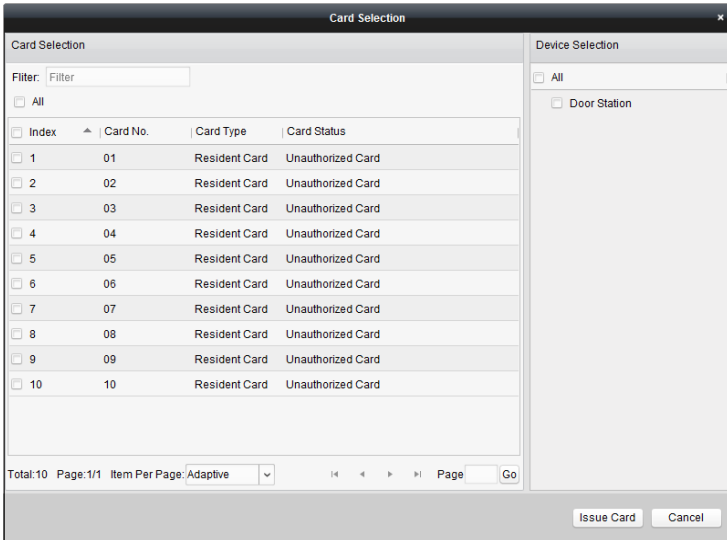 Card Selection
Card Selection
Device Selection
Fliter: Filter
All
All
Door Station
Index Card No. Card Type Card Status
1 01 Resident Card Unauthorized Card
2 02 Resident Card Unauthorized Card
3 03 Resident Card Unauthorized Card
4 04 Resident Card Unauthorized Card
5 05 Resident Card Unauthorized Card
6 06 Resident Card Unauthorized Card
7 07 Resident Card Unauthorized Card
8 08 Resident Card Unauthorized Card
9 09 Resident Card Unauthorized Card
10 10 Resident Card Unauthorized Card
Total:10 Page:1/1 Item Per Page: Adaptive Page Go
Issue Card Cancel